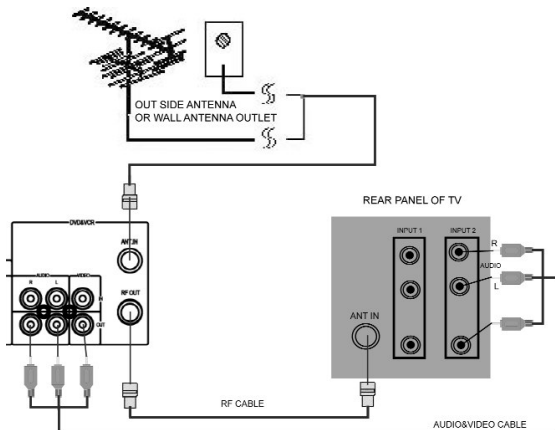 OUT SIDE ANTENNA
OR WALL ANTENNA OUTLET
REAR PANEL OF TV
DVD&VCR
ANT.IN
AUDIO
VIDEO
R
L
IN
RF OUT
OUT
INPUT 1
INPUT 2
R
AUDIO
L
ANT IN
RF CABLE
AUDIO&VIDEO CABLE